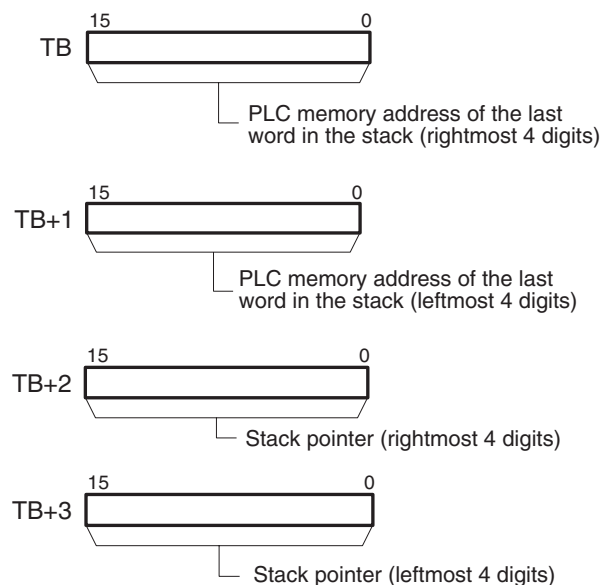 15 0
TB
PLC memory address of the last
word in the stack (rightmost 4 digits)
15 0
TB+1
PLC memory address of the last
word in the stack (leftmost 4 digits)
15 0
TB+2
Stack pointer (rightmost 4 digits)
15 0
TB+3
Stack pointer (leftmost 4 digits)